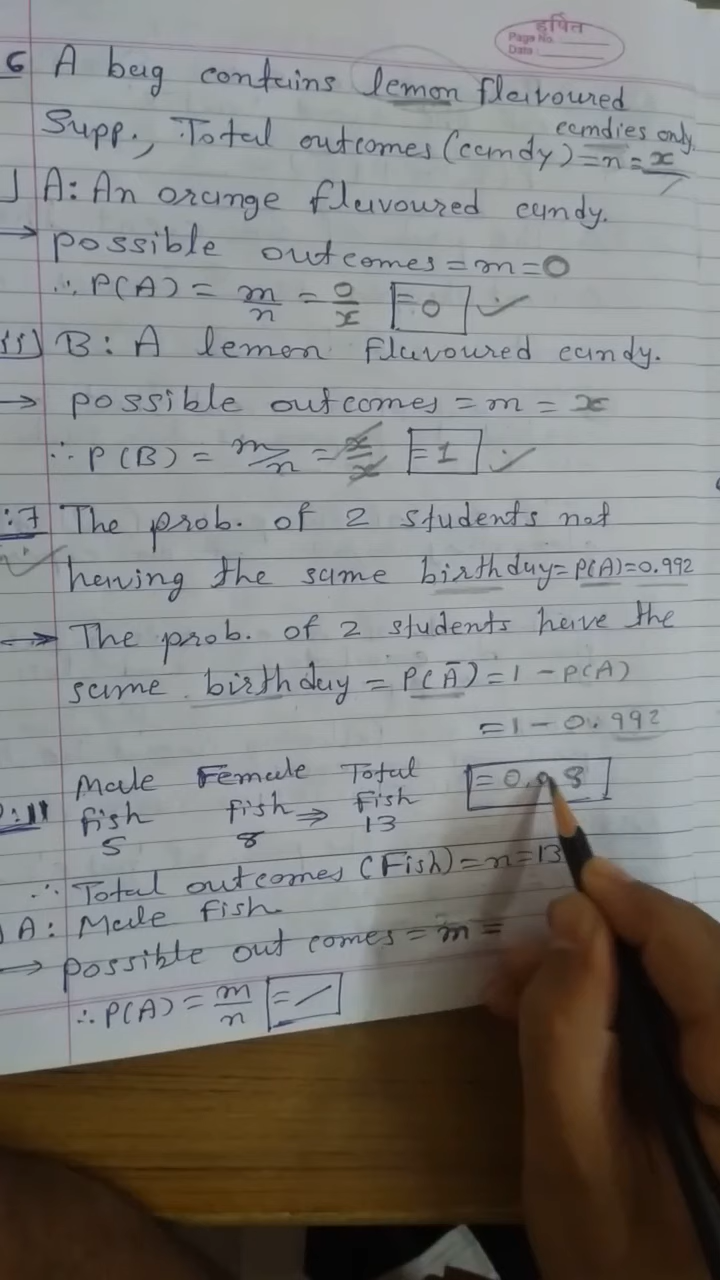 हर्षित
Page No.
Date
6 A bag contains lemon flavoured
candies only.
Supp., Total outcomes (candy) = n = x
) A: An orange flavoured candy.
→ possible outcomes = m = 0
∴ P(A) = m/n = 0/x = 0
ii) B: A lemon flavoured candy.
→ possible outcomes = m = x
∴ P(B) = m/n = x/x = 1
:7 The prob. of 2 students not
having the same birthday = P(A) = 0.992
→ The prob. of 2 students have the
same birthday = P(Ā) = 1 - P(A)
= 1 - 0.992
Male Female Total
fish fish ⇒ Fish
5 8 13
∴ Total outcomes (Fish) = n = 13
) A: Male fish
→ possible out comes = m =
∴ P(A) = m/n =